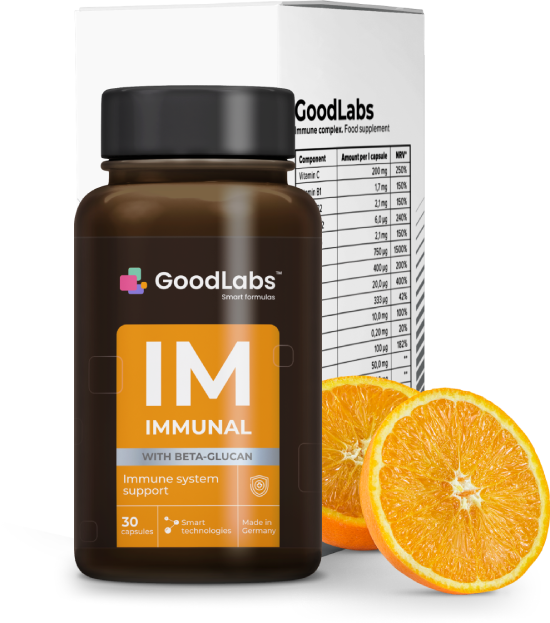 GoodLabs
Immune complex. Food supplement
Component Amount per 1 capsule NRV*
Vitamin C 200 mg 250%
1,7 mg 150%
2,1 mg 150%
6,0 µg 240%
2,1 mg 150%
750 µg 1500%
400 µg 200%
20,0 µg 400%
333 µg 42%
10,0 mg 100%
0,20 mg 20%
100 µg 182%
50,0 mg **
GoodLabs™
Smart formulas
IM
IMMUNAL
WITH BETA-GLUCAN
Immune system
support
30
capsules
Smart
technologies
Made in
Germany